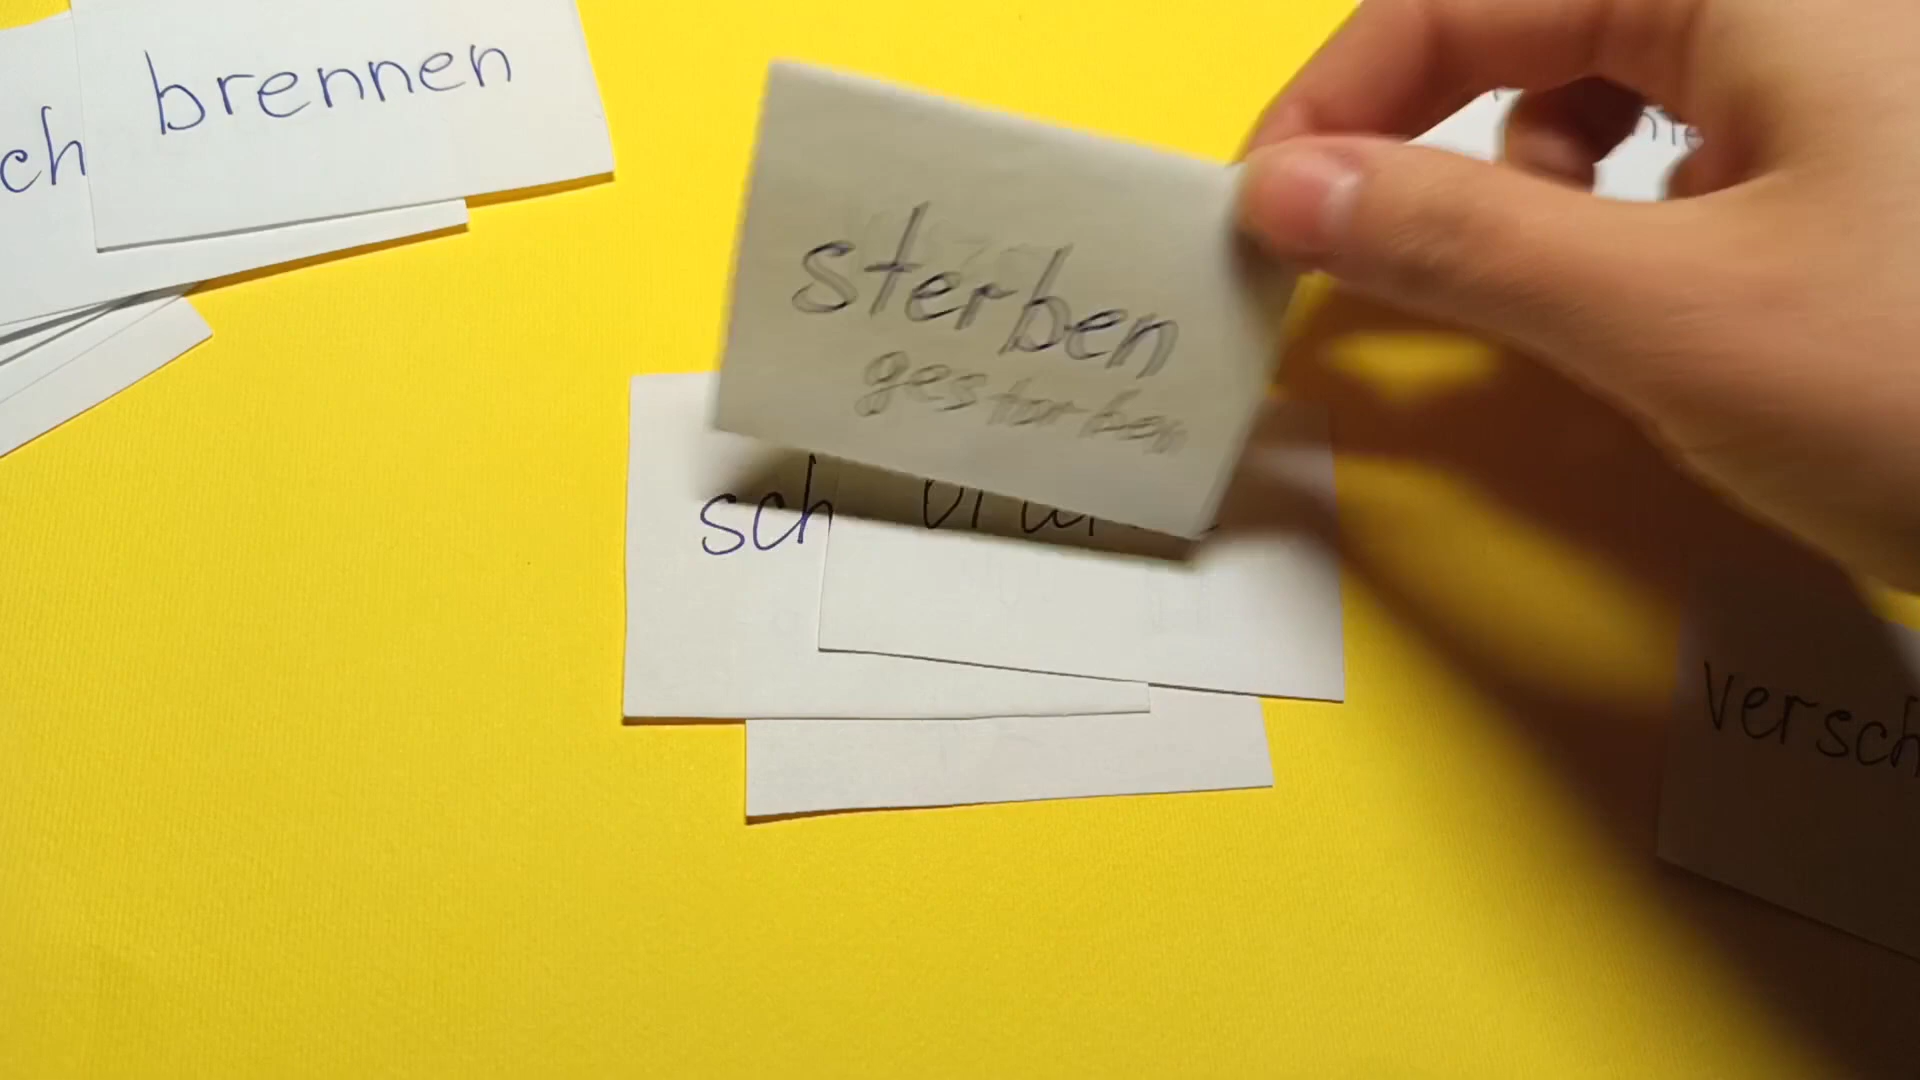 brennen
ch
sterben
gestorben
sch
versch